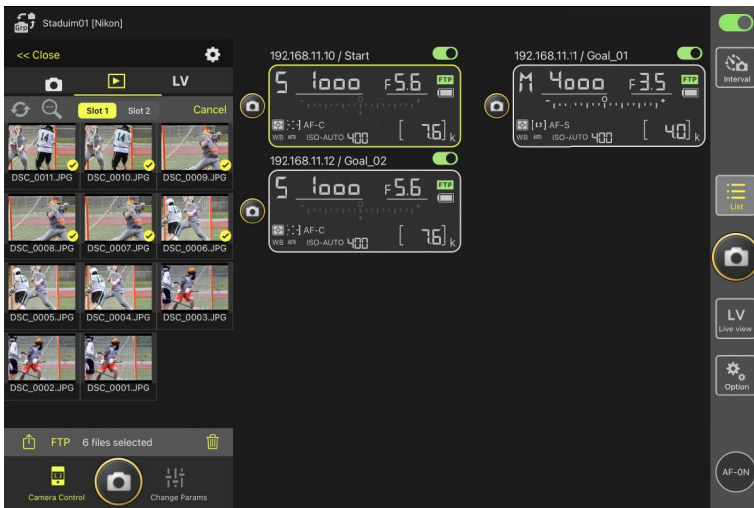 Grp
Staduim01 [Nikon]
<< Close
LV
Slot 1 Slot 2 Cancel
DSC_0011.JPG DSC_0010.JPG DSC_0009.JPG
DSC_0008.JPG DSC_0007.JPG DSC_0006.JPG
DSC_0005.JPG DSC_0004.JPG DSC_0003.JPG
DSC_0002.JPG DSC_0001.JPG
FTP 6 files selected
Camera Control Change Params
192.168.11.10 / Start
S 1000 F5.6 FTP
AF-C
WB ISO-AUTO 400 [ 7.6] k
192.168.11.11 / Goal_01
M 4000 F3.5 FTP
AF-S
WB ISO-AUTO 400 [ 4.0] k
192.168.11.12 / Goal_02
S 1000 F5.6 FTP
AF-C
WB ISO-AUTO 400 [ 7.6] k
Interval
List
LV
Live view
Option
AF-ON